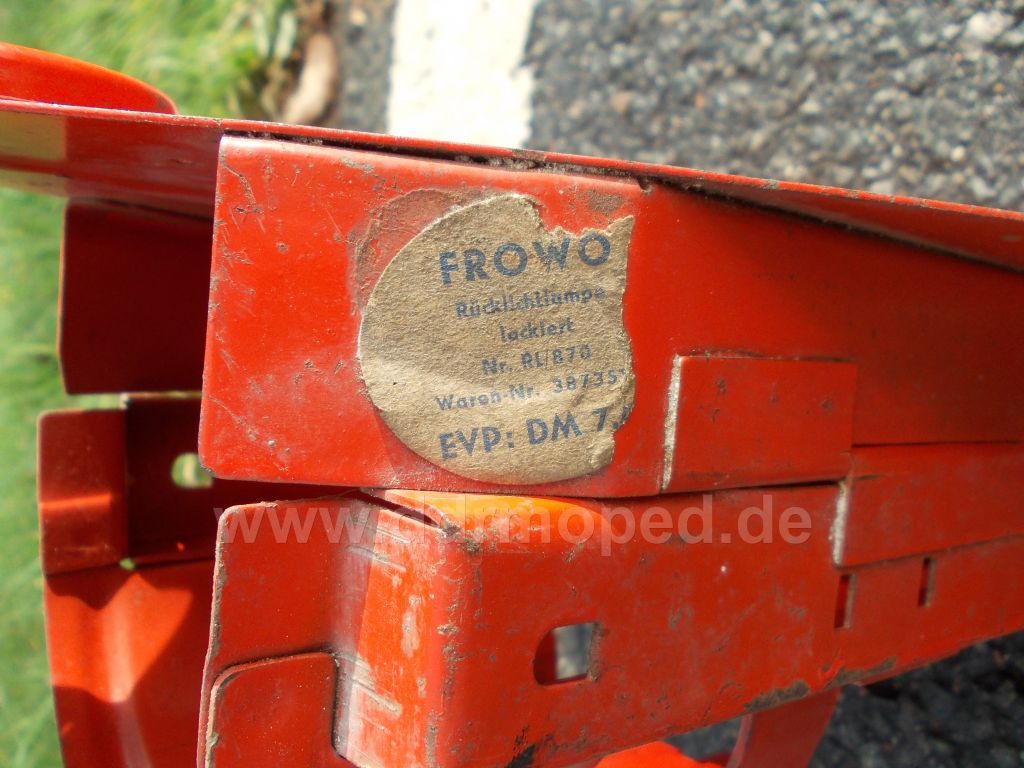 FROWO
Rücklichtlampe
lackiert
Nr. RL/870
Waren-Nr. 38735
EVP: DM 7,
www.ddrmoped.de